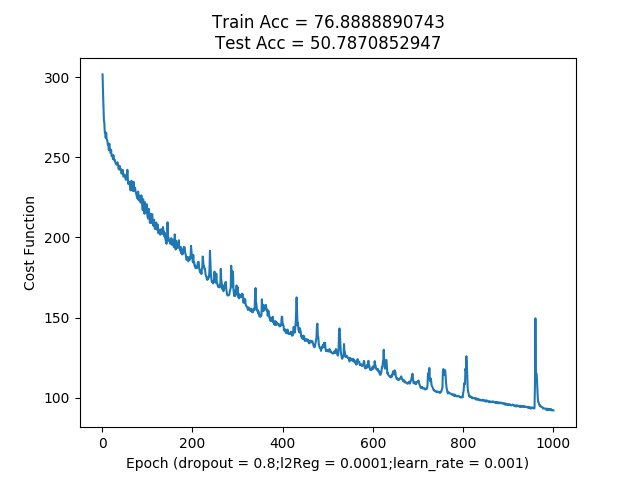 Train Acc = 76.8888890743
Test Acc = 50.7870852947
300
250
200
150
100
Cost Function
0
200
400
600
800
1000
Epoch (dropout = 0.8;l2Reg = 0.0001;learn_rate = 0.001)